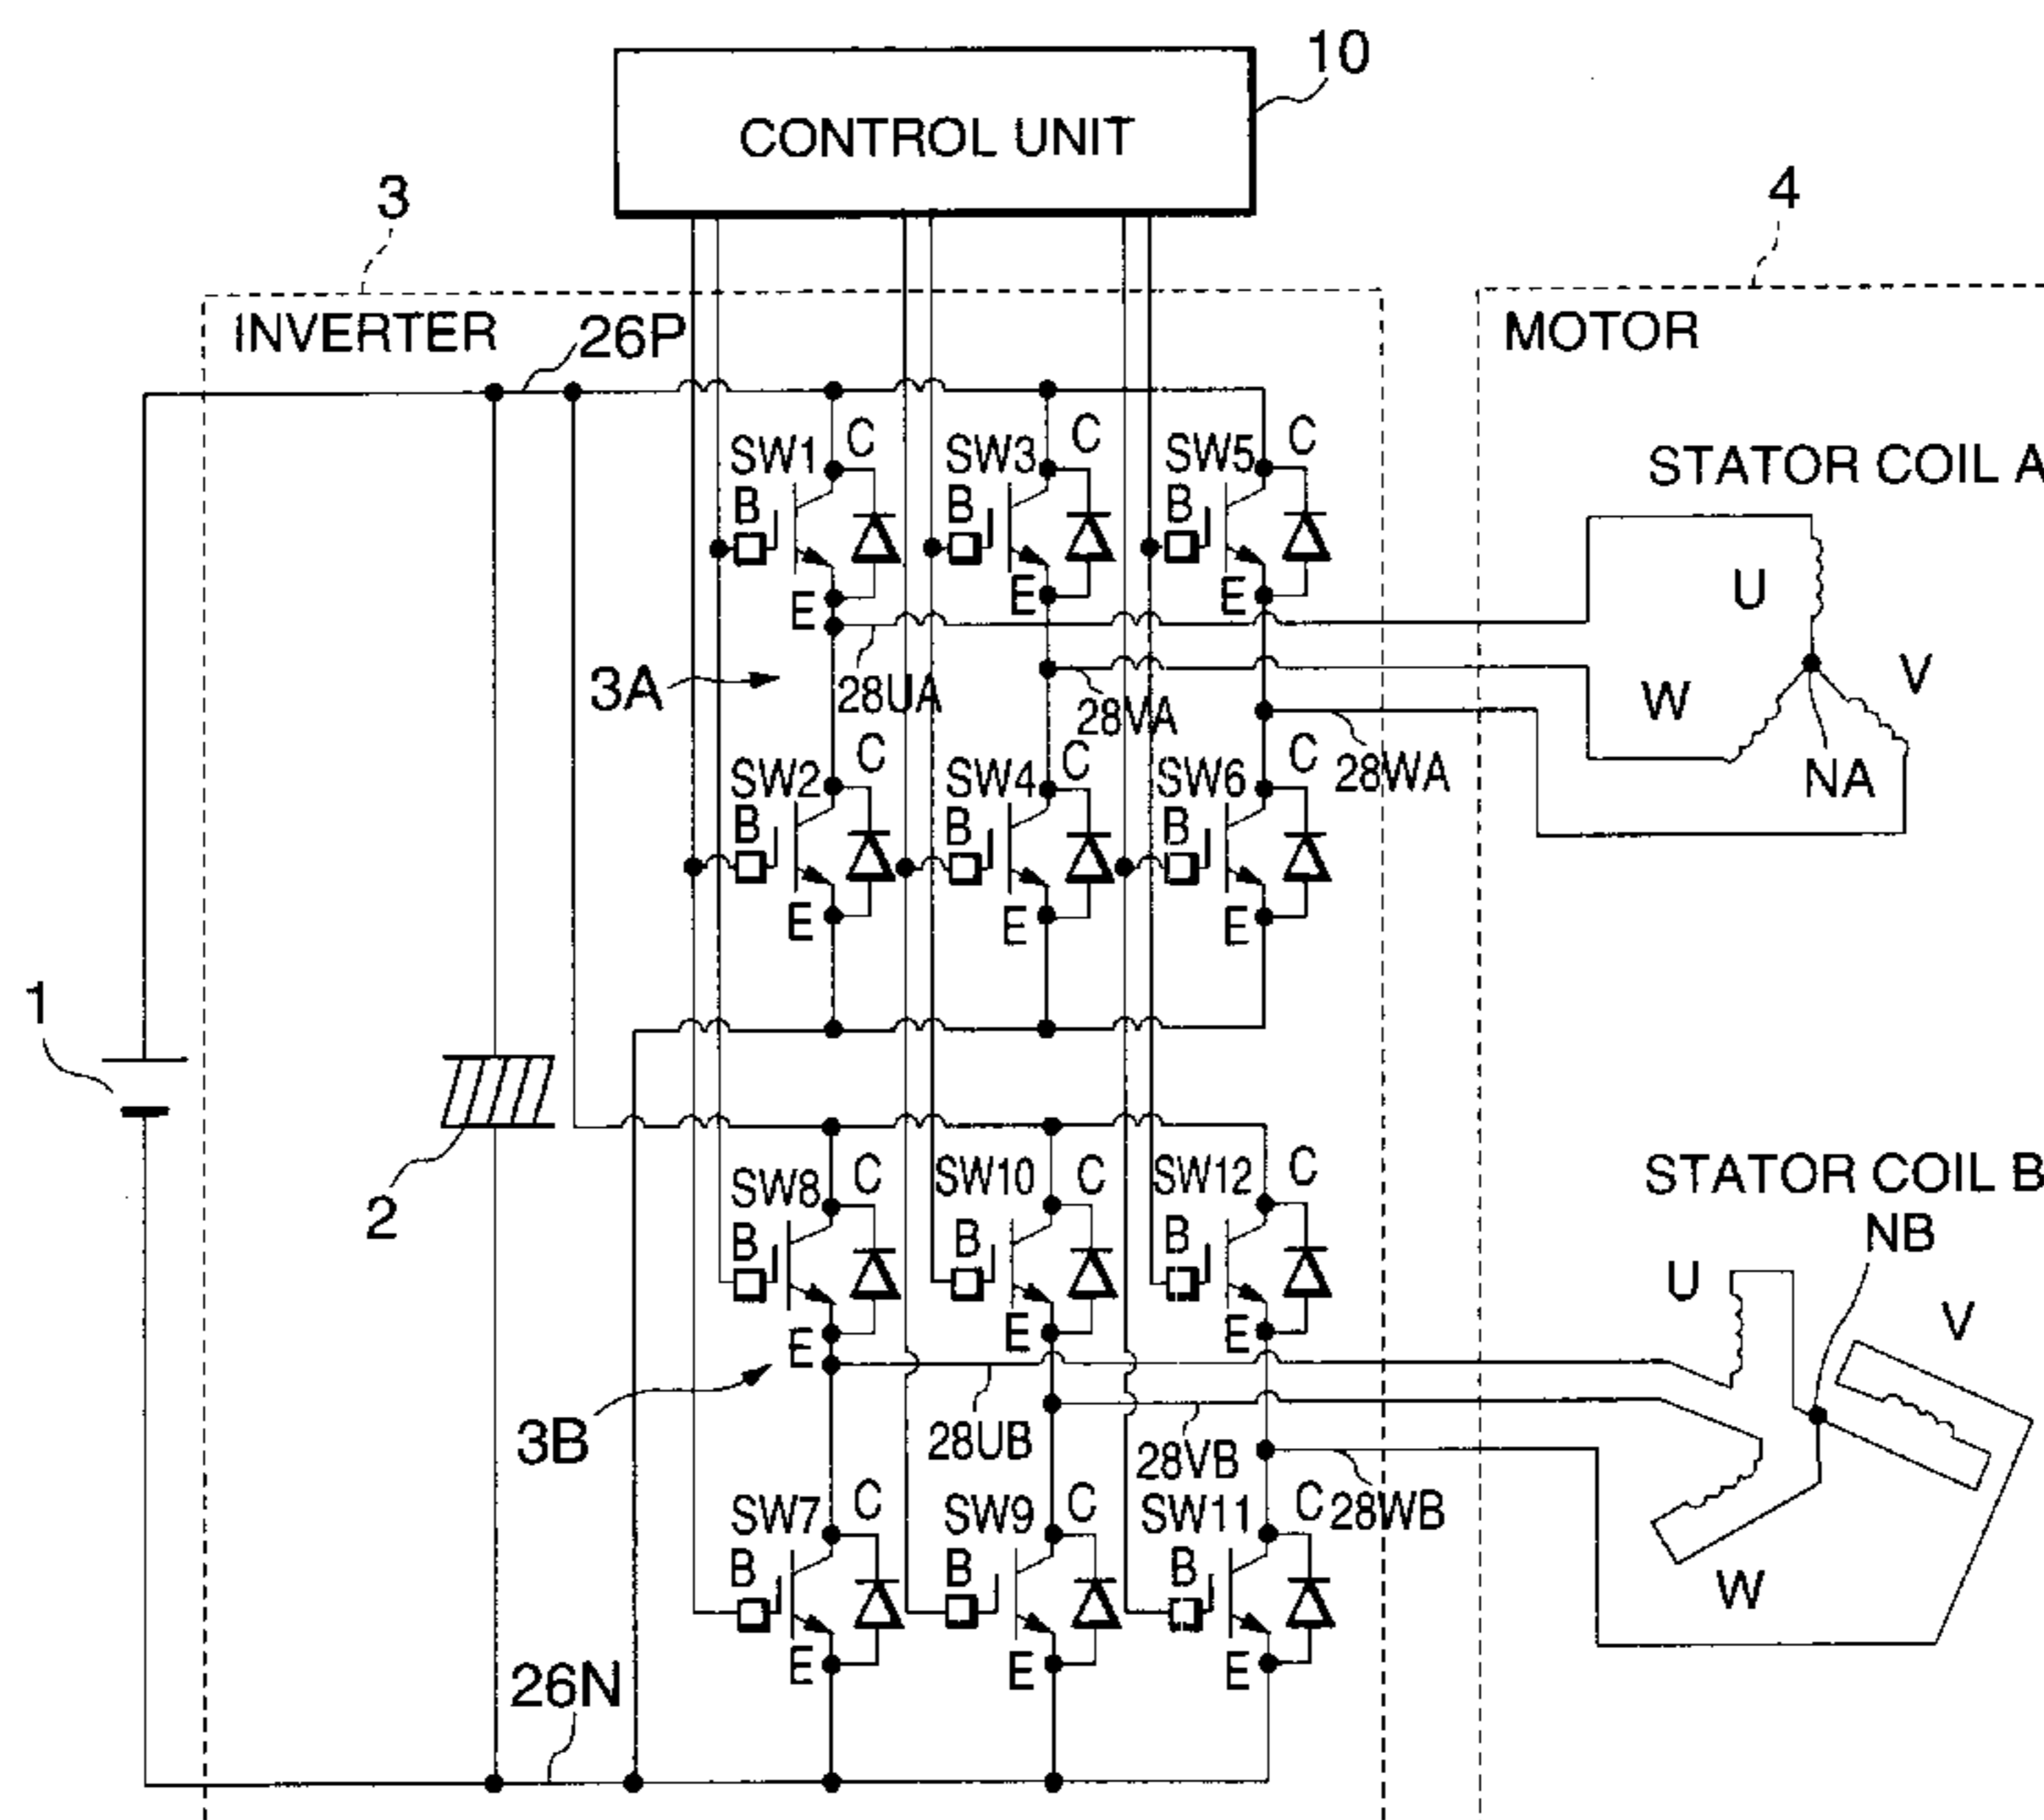 10
CONTROL UNIT
3
4
INVERTER
26P
MOTOR
SW1
C
SW3
C
SW5
C
STATOR COIL A
B
B
B
E
E
E
U
3A
28UA
28VA
W
V
28WA
NA
SW2
C
SW4
C
SW6
C
B
B
B
E
E
E
1
2
SW8
C
SW10
C
SW12
C
STATOR COIL B
NB
B
B
B
U
V
E
E
E
3B
28UB
28VB
28WB
SW7
C
SW9
C
SW11
C
B
B
B
W
E
E
E
26N